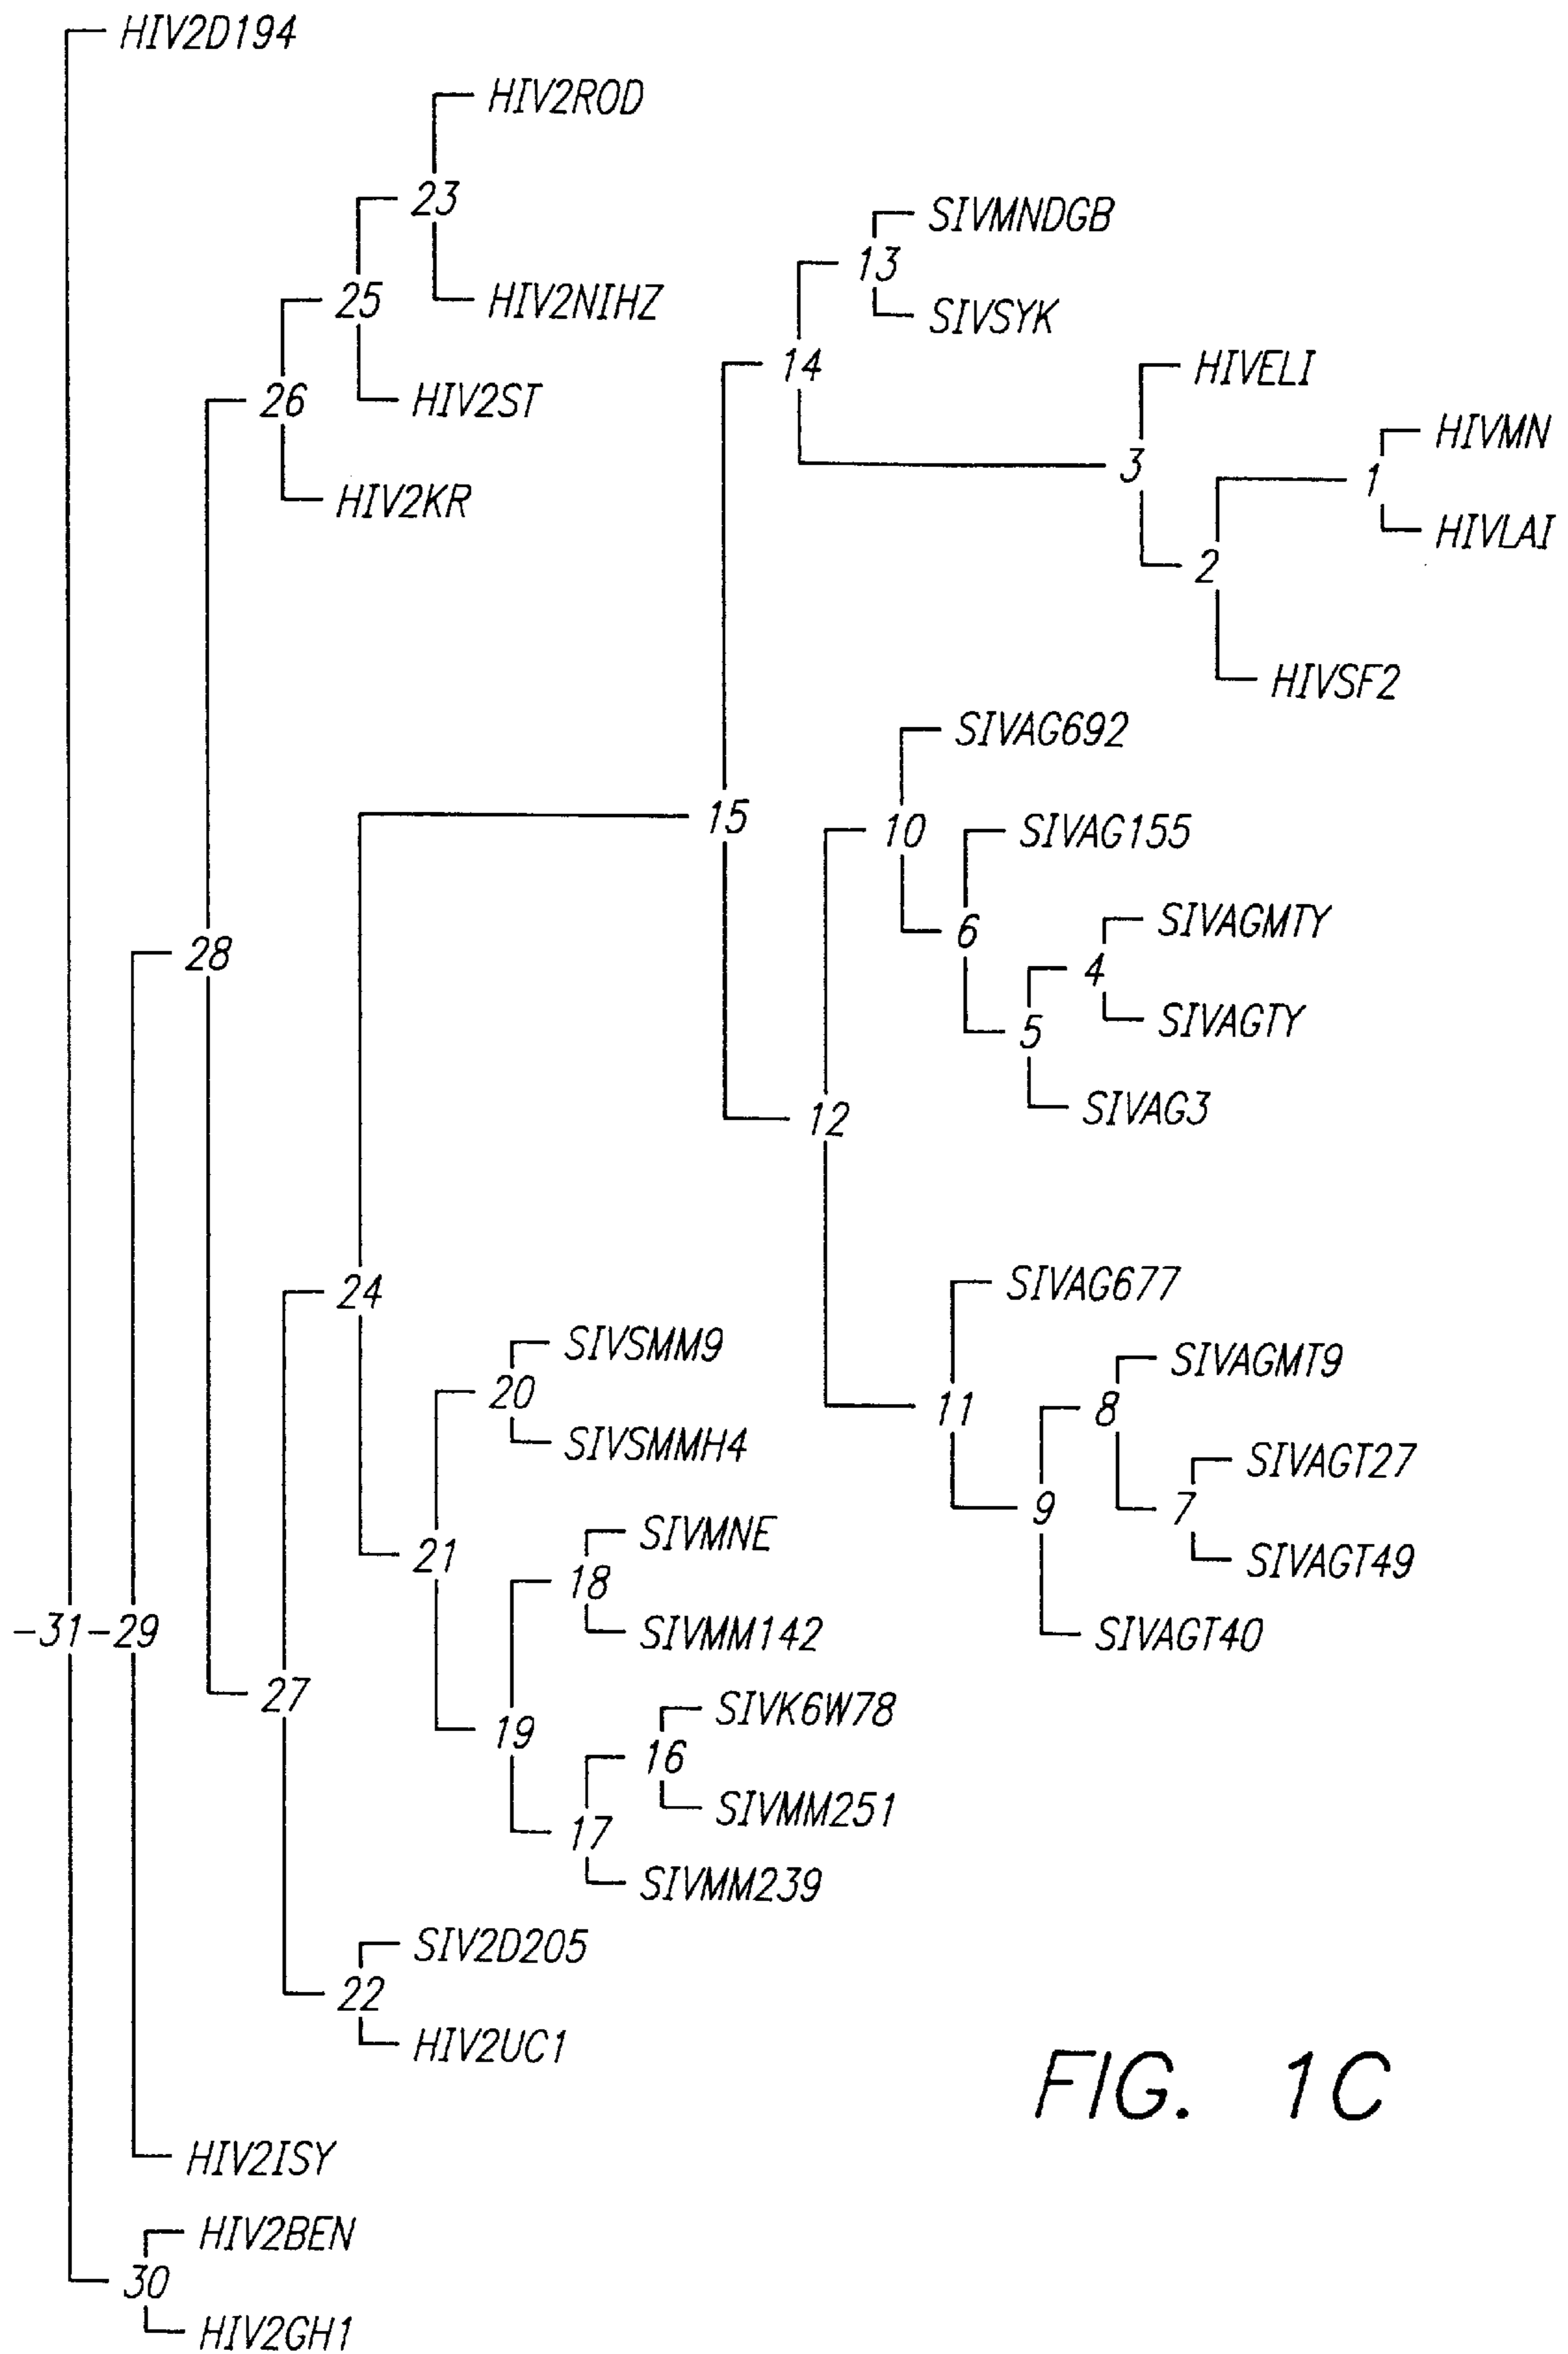 HIV2D194
HIV2ROD
23
SIVMNDGB
13
25
HIV2NIHZ
SIVSYK
14
HIVELI
26
HIV2ST
HIVMN
3
1
HIV2KR
HIVLAI
2
HIVSF2
SIVAG692
15
10
SIVAG155
6
SIVAGMTY
28
4
SIVAGTY
5
SIVAG3
12
24
SIVAG677
SIVSMM9
SIVAGMT9
20
11
8
SIVSMMH4
SIVAGT27
9
7
SIVMNE
21
SIVAGT49
18
-31-29
SIVMM142
SIVAGT40
27
SIVK6W78
19
16
SIVMM251
17
SIVMM239
SIV2D205
22
HIV2UC1
FIG. 1C
HIV2ISY
HIV2BEN
30
HIV2GH1